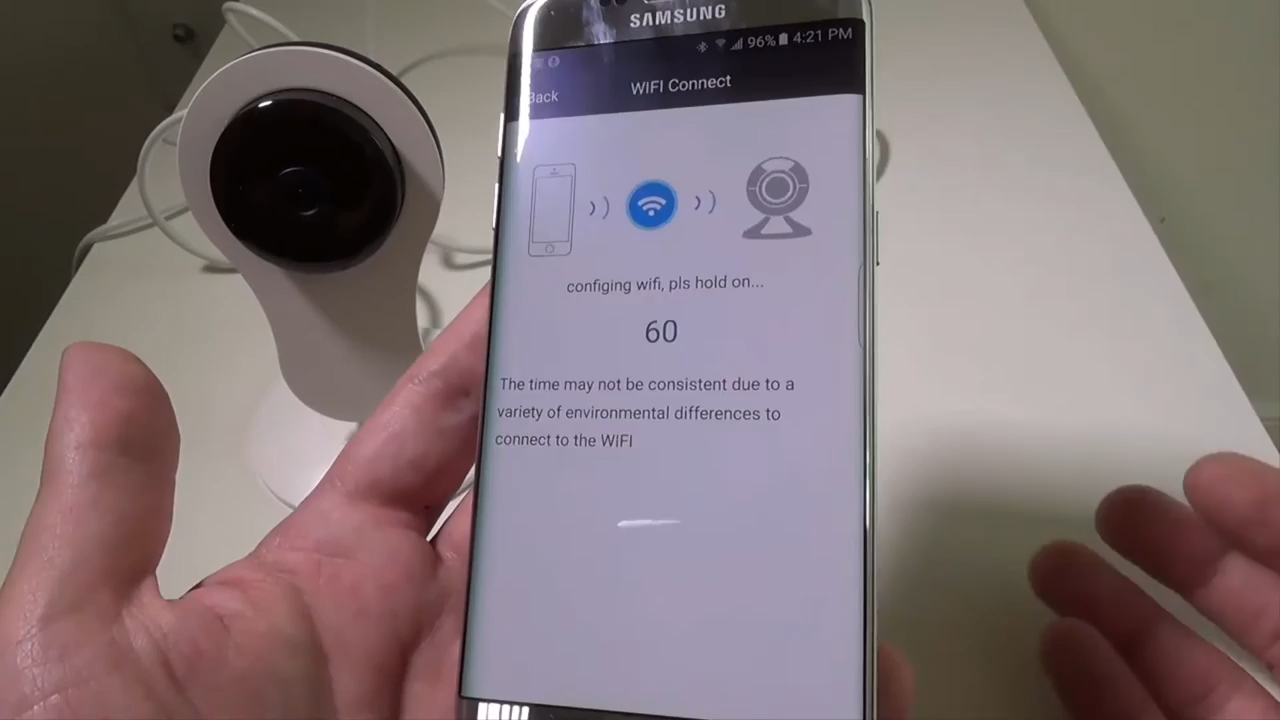 SAMSUNG
96% 4:21 PM
Back
WIFI Connect
configing wifi, pls hold on...
60
The time may not be consistent due to a
variety of environmental differences to
connect to the WIFI